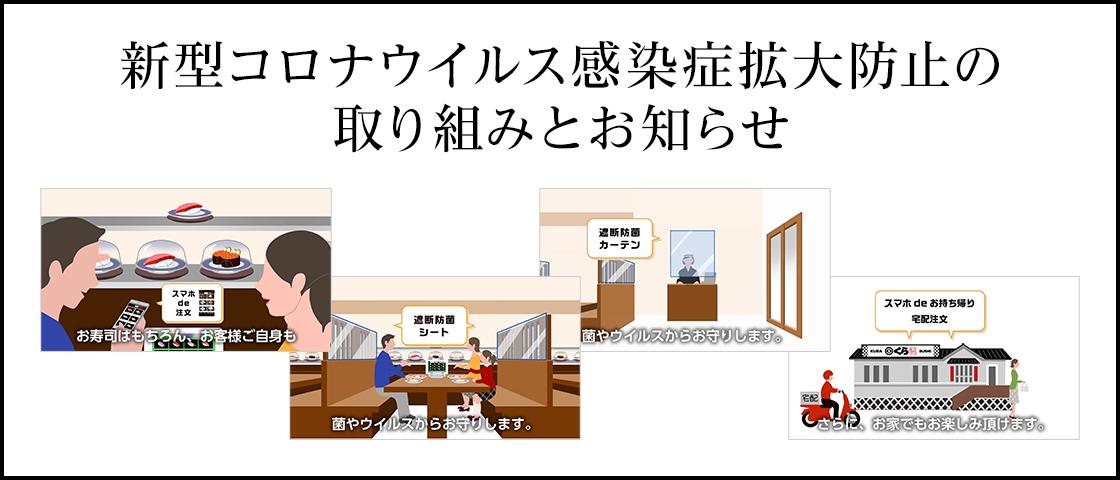 新型コロナウイルス感染症拡大防止の
取り組みとお知らせ
スマホ
de
注文
お寿司はもちろん、お客様ご自身も
遮断防菌
シート
菌やウイルスからお守りします。
遮断防菌
カーテン
菌やウイルスからお守りします。
スマホ de お持ち帰り
宅配注文
KURA くら寿司 SUSHI
宅配
さらに、お家でもお楽しみ頂けます。